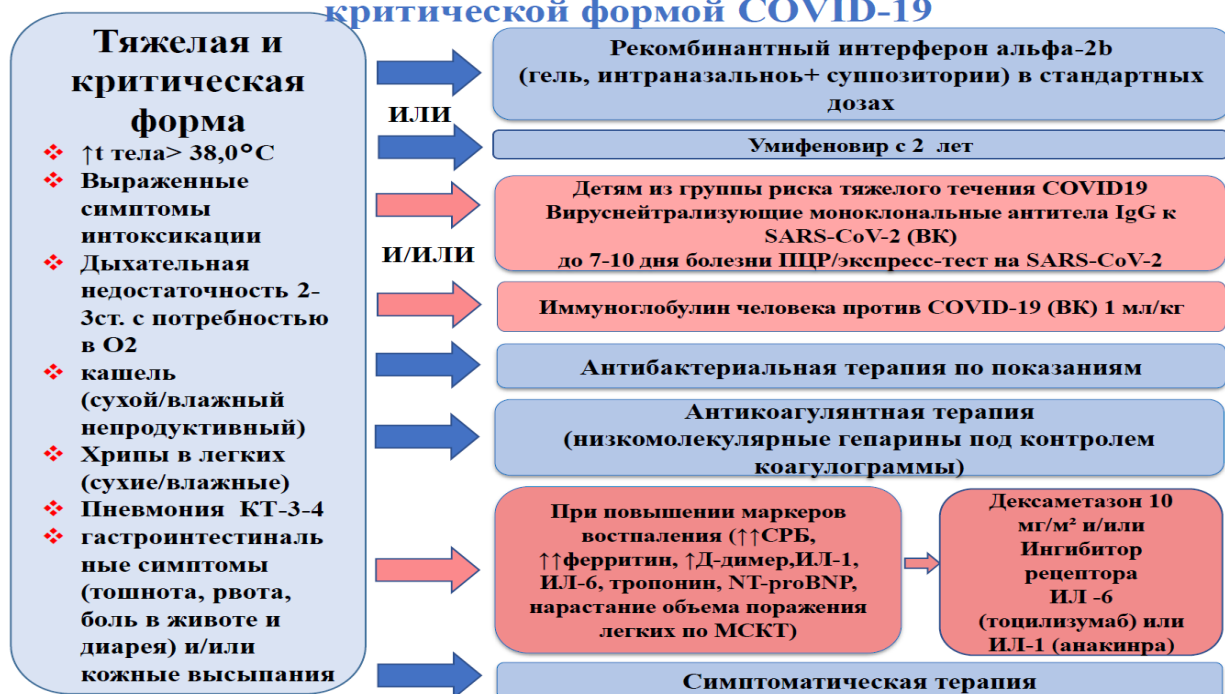 критической формой COVID-19
Тяжелая и
критическая
форма
❖ ↑t тела> 38,0°C
❖ Выраженные
симптомы
интоксикации
❖ Дыхательная
недостаточность 2-
3ст. с потребностью
в О2
❖ кашель
(сухой/влажный
непродуктивный)
❖ Хрипы в легких
(сухие/влажные)
❖ Пневмония КТ-3-4
❖ гастроинтестиналь
ные симптомы
(тошнота, рвота,
боль в животе и
диарея) и/или
кожные высыпания
ИЛИ
И/ИЛИ
Рекомбинантный интерферон альфа-2b
(гель, интраназальноь+ суппозитории) в стандартных
дозах
Умифеновир с 2 лет
Детям из группы риска тяжелого течения COVID19
Вируснейтрализующие моноклональные антитела IgG к
SARS-CoV-2 (ВК)
до 7-10 дня болезни ПЦР/экспресс-тест на SARS-CoV-2
Иммуноглобулин человека против COVID-19 (ВК) 1 мл/кг
Антибактериальная терапия по показаниям
Антикоагулянтная терапия
(низкомолекулярные гепарины под контролем
коагулограммы)
При повышении маркеров
востпаления (↑↑СРБ,
↑↑ферритин, ↑Д-димер,ИЛ-1,
ИЛ-6, тропонин, NT-proBNP,
нарастание объема поражения
легких по МСКТ)
Дексаметазон 10
мг/м² и/или
Ингибитор
рецептора
ИЛ -6
(тоцилизумаб) или
ИЛ-1 (анакинра)
Симптоматическая терапия